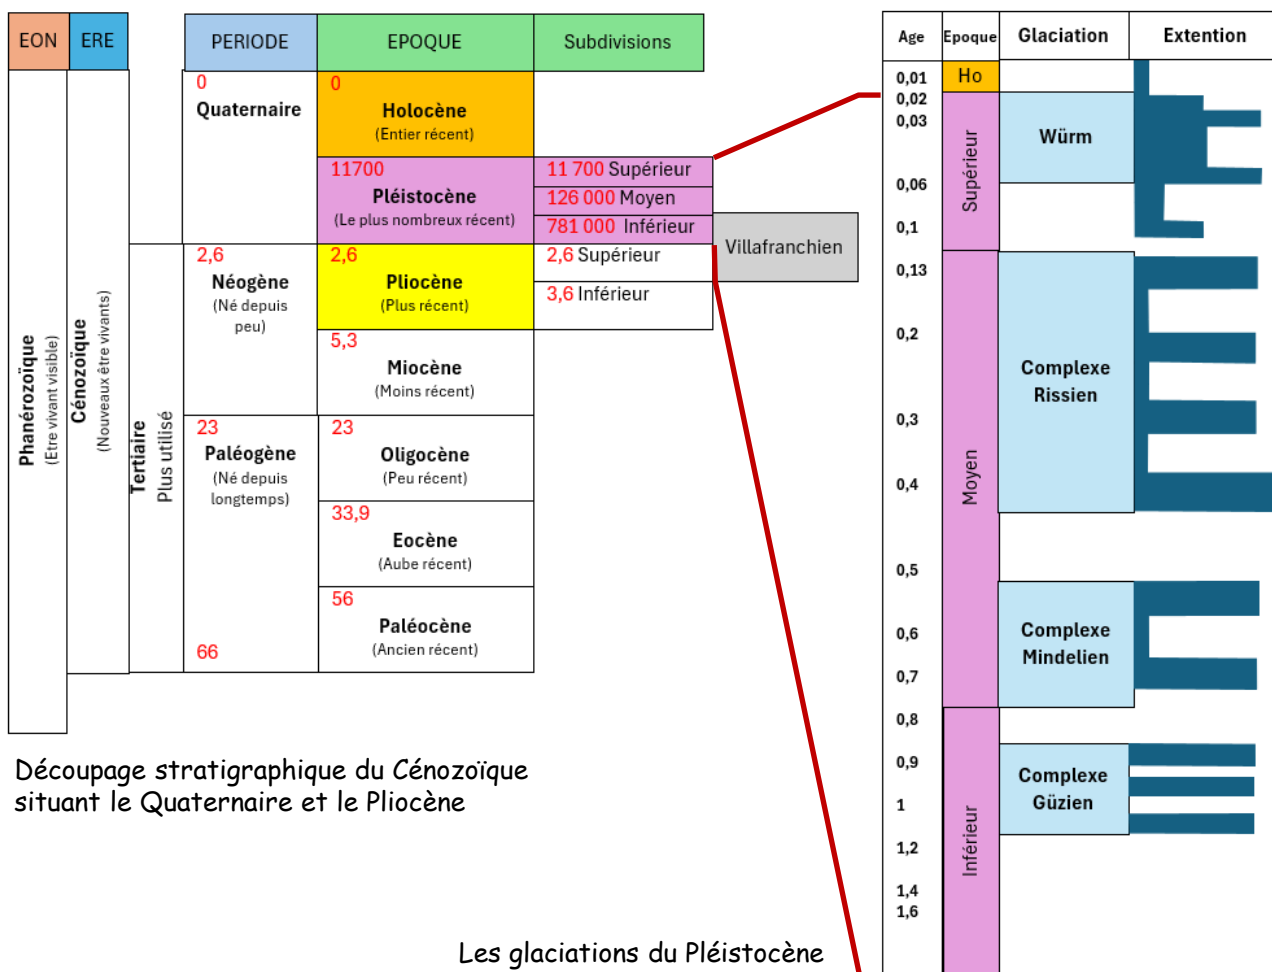 EON ERE PERIODE EPOQUE Subdivisions
Phanérozoïque
(Etre vivant visible)
Cénozoïque
(Nouveaux être vivants)
Tertiaire
Plus utilisé
0
Quaternaire
2,6
Néogène
(Né depuis
peu)
23
Paléogène
(Né depuis
longtemps)
66
0
Holocène
(Entier récent)
11700
Pléistocène
(Le plus nombreux récent)
2,6
Pliocène
(Plus récent)
5,3
Miocène
(Moins récent)
23
Oligocène
(Peu récent)
33,9
Eocène
(Aube récent)
56
Paléocène
(Ancien récent)
11 700 Supérieur
126 000 Moyen
781 000 Inférieur
2,6 Supérieur
3,6 Inférieur
Villafranchien
Découpage stratigraphique du Cénozoïque
situant le Quaternaire et le Pliocène
Age Epoque Glaciation Extention
0,01
0,02
0,03
0,06
0,1
0,13
0,2
0,3
0,4
0,5
0,6
0,7
0,8
0,9
1
1,2
1,4
1,6
Ho
Supérieur
Moyen
Inférieur
Würm
Complexe
Rissien
Complexe
Mindelien
Complexe
Güzien
Les glaciations du Pléistocène